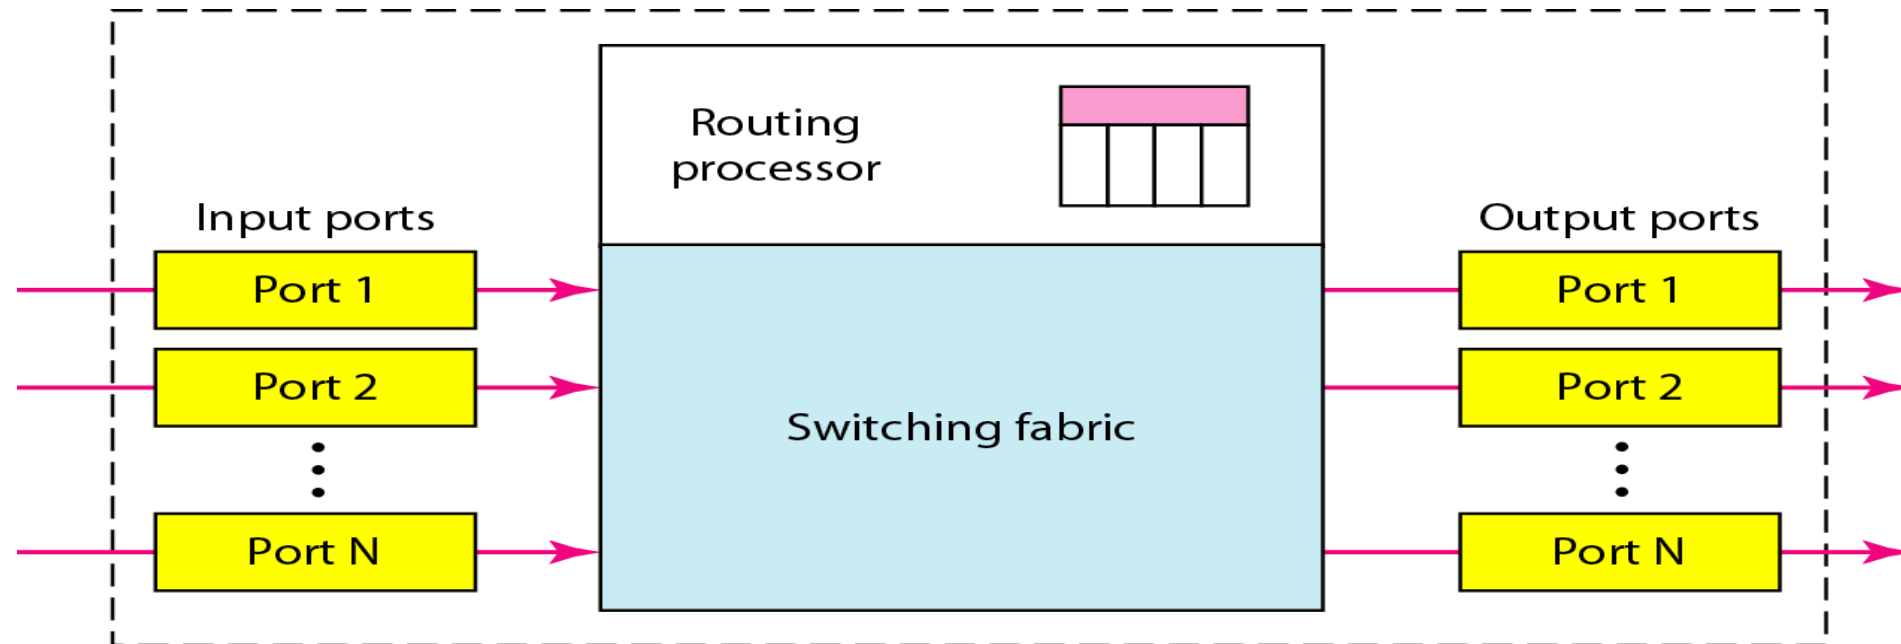 Routing
processor
Input ports
Output ports
Port 1
Port 1
Port 2
Port 2
Switching fabric
Port N
Port N